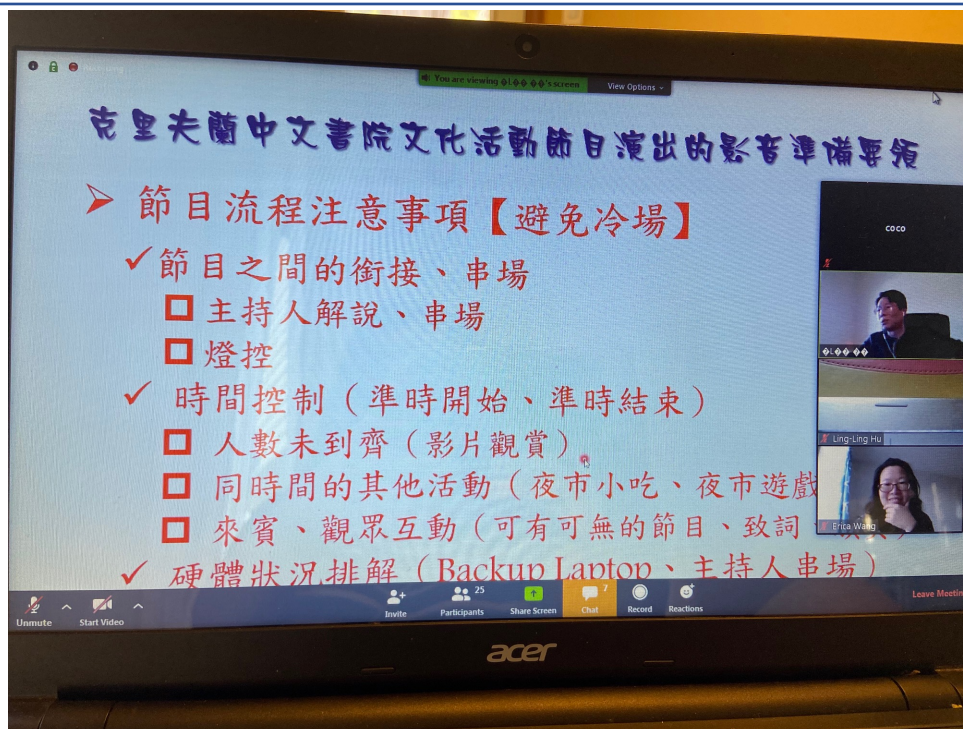 You are viewing �L�� ��'s screen
View Options
克里夫蘭中文書院文化活動節目演出的影音準備要領
➢ 節目流程注意事項【避免冷場】
✓節目之間的銜接、串場
主持人解說、串場
燈控
✓ 時間控制（準時開始、準時結束）
人數未到齊（影片觀賞）
同時間的其他活動（夜市小吃、夜市遊戲
來賓、觀眾互動（可有可無的節目、致詞、
✓ 硬體狀況排解（Backup Laptop、主持人串場）
coco
�L�� ��
Ling-Ling Hu
Erica Wang
Unmute
Start Video
Invite
Participants
25
Share Screen
Chat
7
Record
Reactions
Leave Meetin
acer